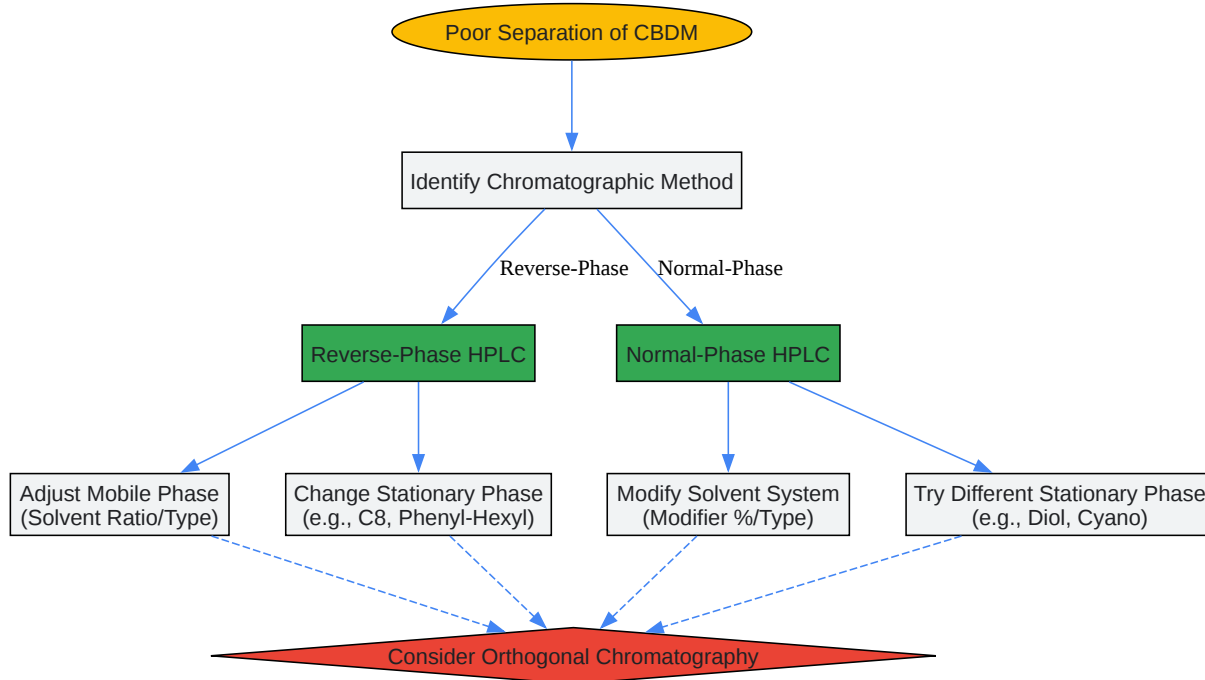 Poor Separation of CBDM
Identify Chromatographic Method
Reverse-Phase
Normal-Phase
Reverse-Phase HPLC
Normal-Phase HPLC
Adjust Mobile Phase
(Solvent Ratio/Type)
Change Stationary Phase
(e.g., C8, Phenyl-Hexyl)
Modify Solvent System
(Modifier %/Type)
Try Different Stationary Phase
(e.g., Diol, Cyano)
Consider Orthogonal Chromatography